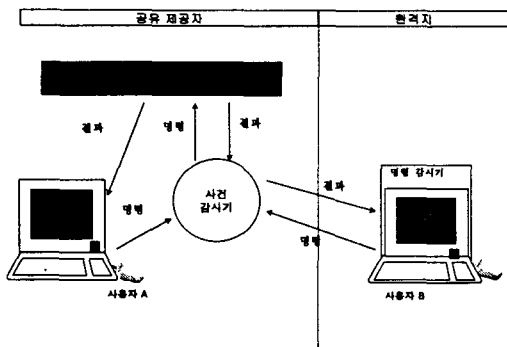 공유 제공자
원격지
결과
명령
결과
명령 감시기
사건
감시기
결과
명령
명령
사용자 A
사용자 B